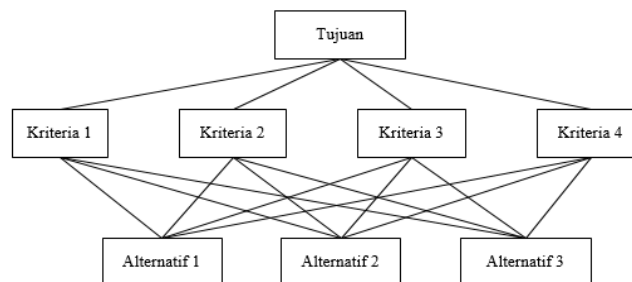 Tujuan
Kriteria 1
Kriteria 2
Kriteria 3
Kriteria 4
Alternatif 1
Alternatif 2
Alternatif 3